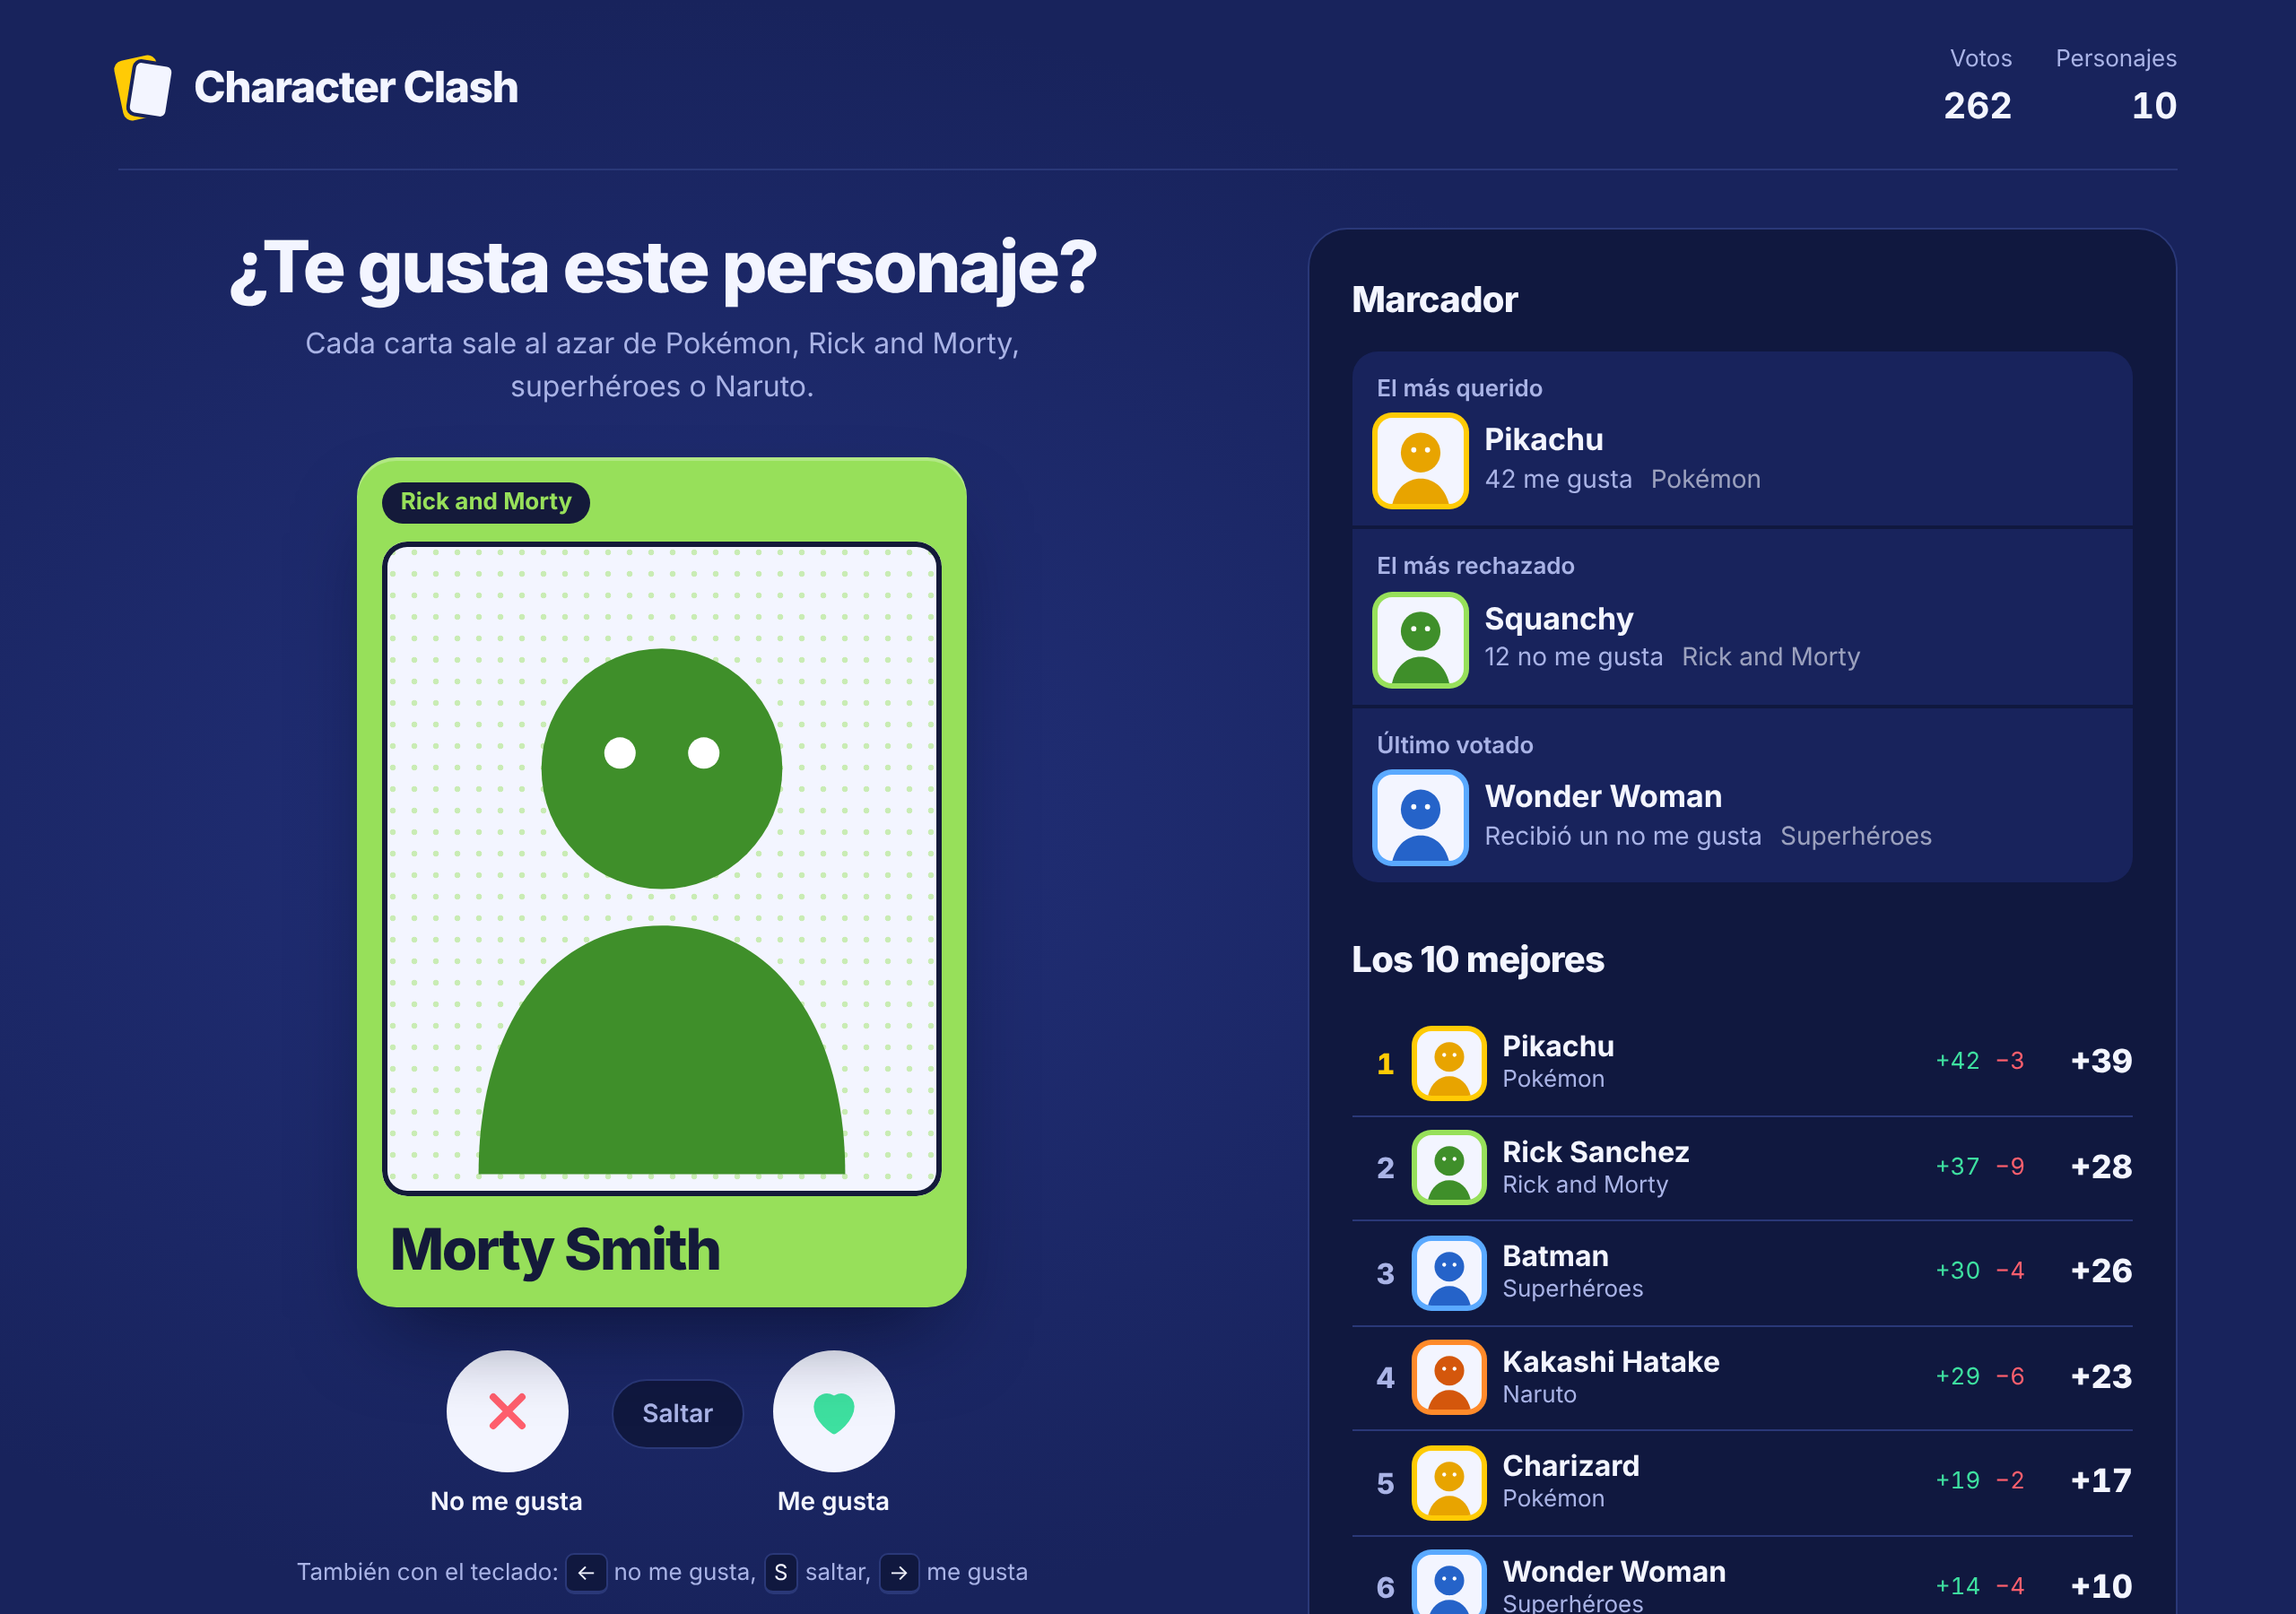 Character Clash
Votos
262
Personajes
10
¿Te gusta este personaje?
Cada carta sale al azar de Pokémon, Rick and Morty,
superhéroes o Naruto.
Rick and Morty
Morty Smith
Saltar
No me gusta
Me gusta
También con el teclado: ← no me gusta, S saltar, → me gusta
Marcador
El más querido
Pikachu
42 me gusta Pokémon
El más rechazado
Squanchy
12 no me gusta Rick and Morty
Último votado
Wonder Woman
Recibió un no me gusta Superhéroes
Los 10 mejores
1 Pikachu +42 −3 +39
Pokémon
2 Rick Sanchez +37 −9 +28
Rick and Morty
3 Batman +30 −4 +26
Superhéroes
4 Kakashi Hatake +29 −6 +23
Naruto
5 Charizard +19 −2 +17
Pokémon
6 Wonder Woman +14 −4 +10
Superhéroes